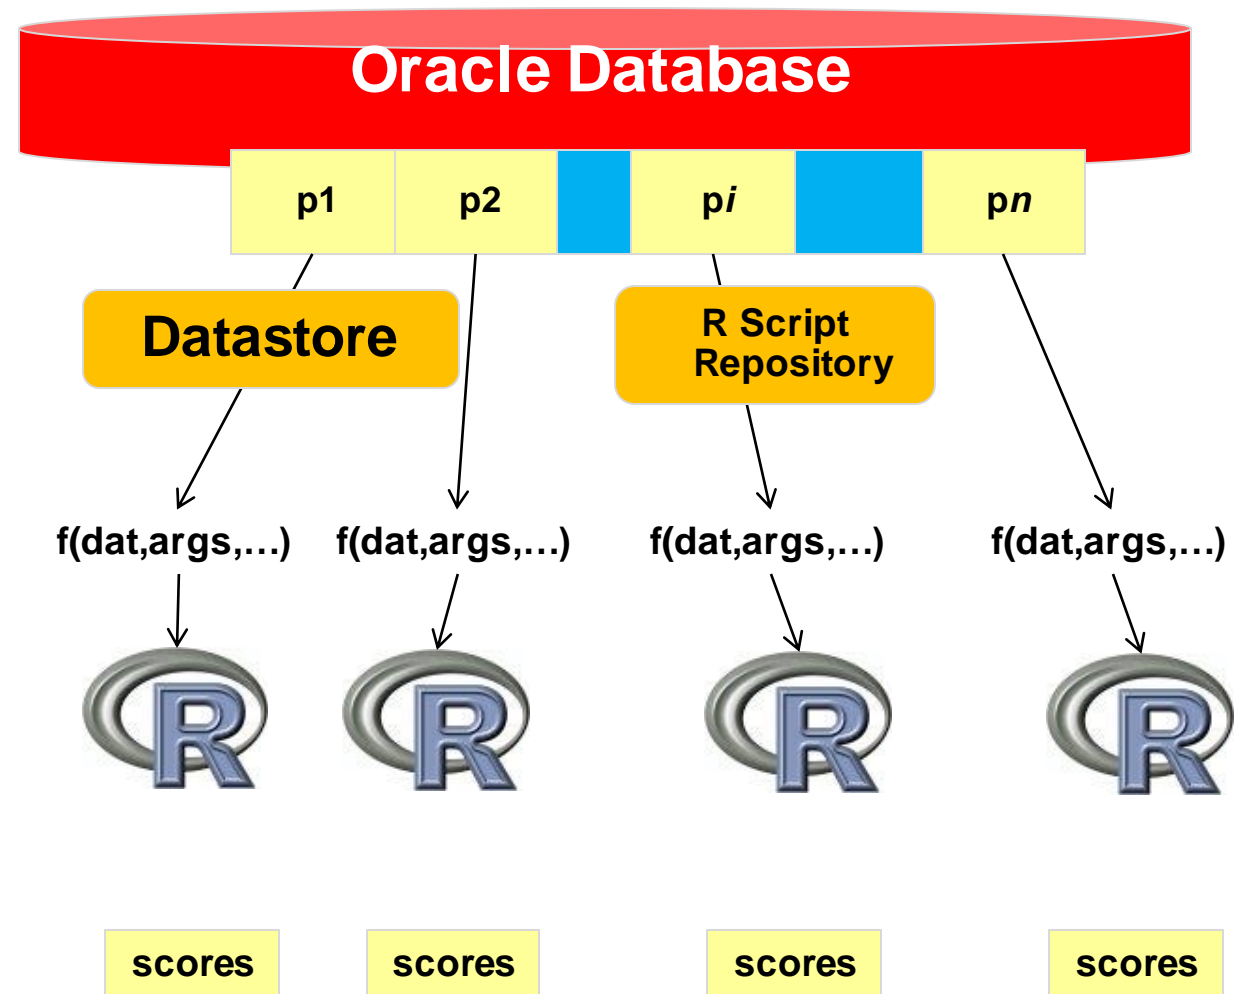 Oracle Database
p1 p2 pi pn
Datastore
R Script
Repository
f(dat,args,…) f(dat,args,…) f(dat,args,…) f(dat,args,…)
R R R R
scores scores scores scores